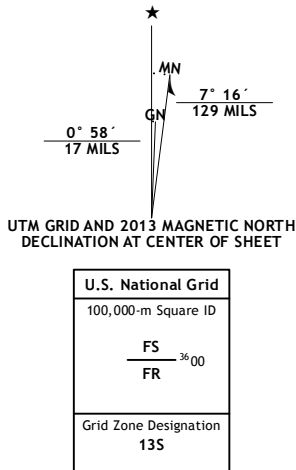 MN
7° 16´
129 MILS
GN
0° 58´
17 MILS
UTM GRID AND 2013 MAGNETIC NORTH
DECLINATION AT CENTER OF SHEET
U.S. National Grid
100,000-m Square ID
FS
3600
FR
Grid Zone Designation
13S